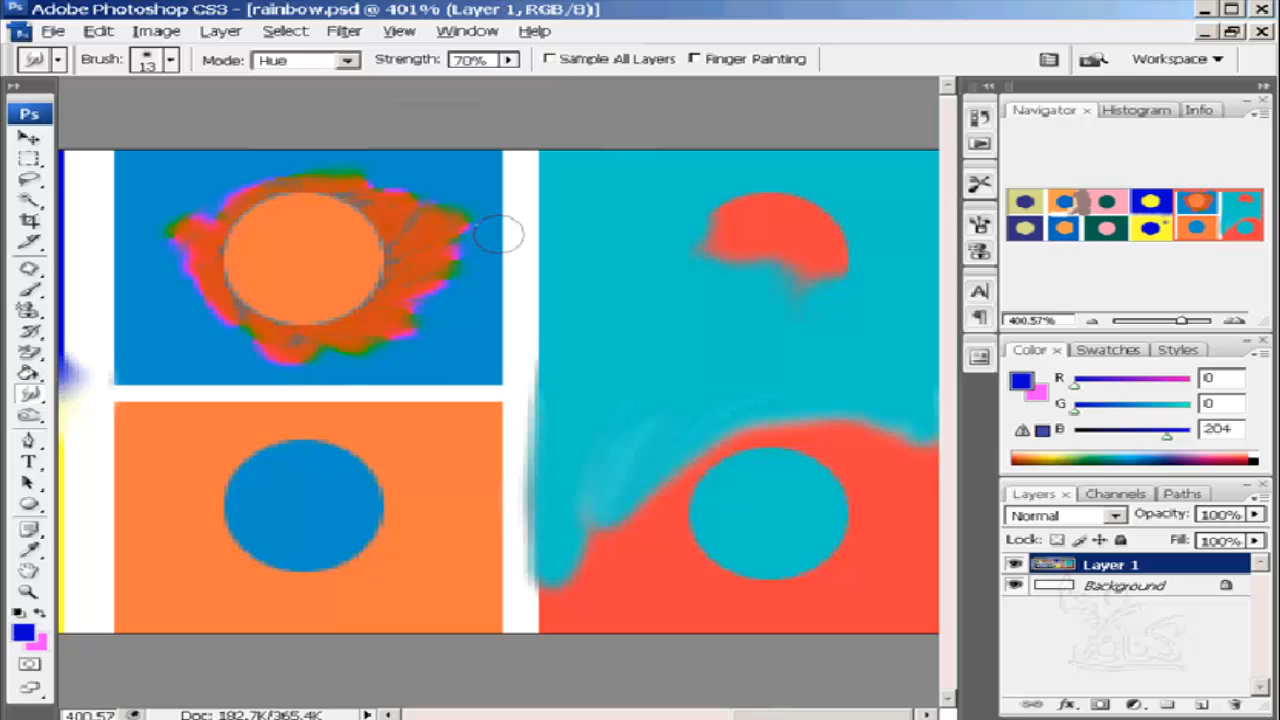 Adobe Photoshop CS3 - [rainbow.psd @ 401% (Layer 1, RGB/8)]
File Edit Image Layer Select Filter View Window Help
Brush: 13 Mode: Hue Strength: 70% Sample All Layers Finger Painting Workspace
Ps
Navigator × Histogram Info
400.57%
Color × Swatches Styles
R 0
G 0
B 204
Layers × Channels Paths
Normal Opacity: 100%
Lock: Fill: 100%
Layer 1
Background
400.57 Doc: 182.7K/365.4K